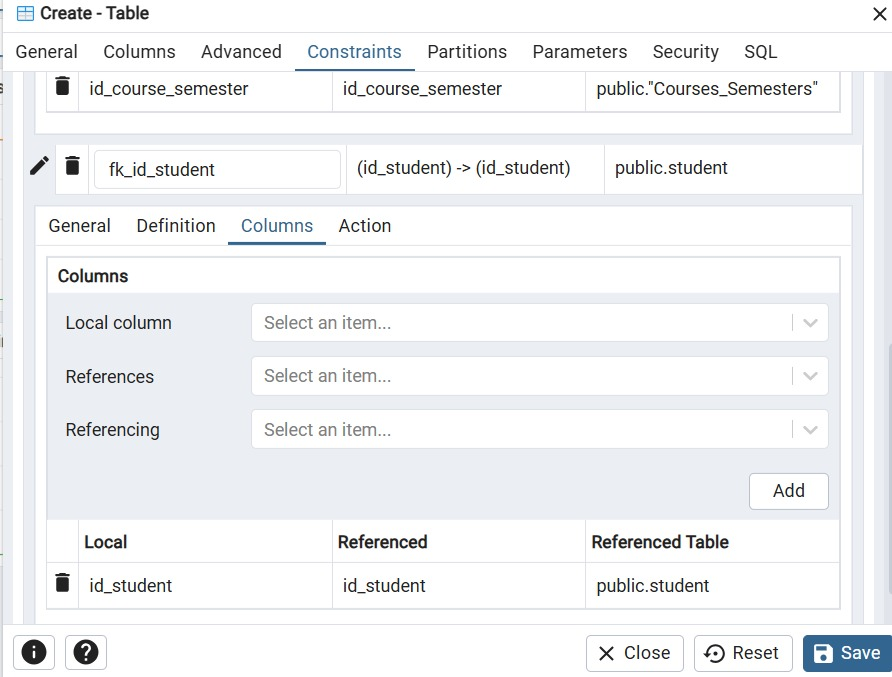 Create - Table
General Columns Advanced Constraints Partitions Parameters Security SQL
id_course_semester id_course_semester public."Courses_Semesters"
fk_id_student (id_student) -> (id_student) public.student
General Definition Columns Action
Columns
Local column Select an item...
References Select an item...
Referencing Select an item...
Add
Local Referenced Referenced Table
id_student id_student public.student
Close Reset Save